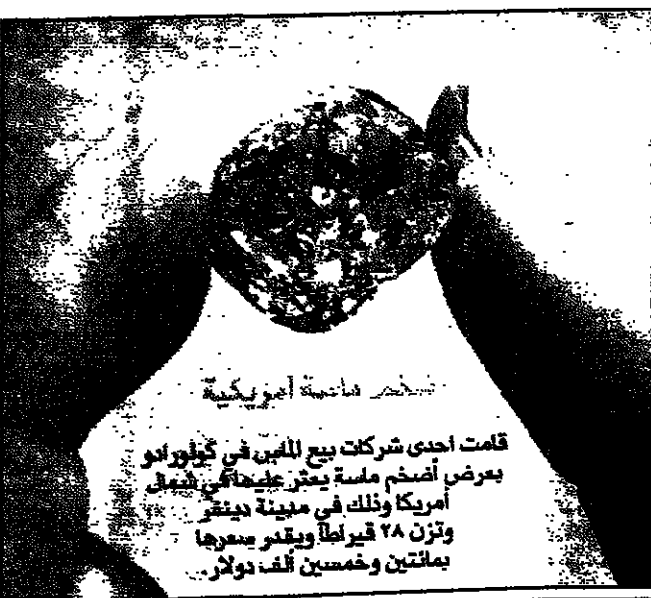 أضخم ماسة أمريكية
قامت احدى شركات بيع الماس في كولورادو
بعرض أضخم ماسة يعثر عليها في شمال
أمريكا وذلك في مدينة دينفر
وتزن ٢٨ قيراطا ويقدر سعرها
بمائتين وخمسين ألف دولار.